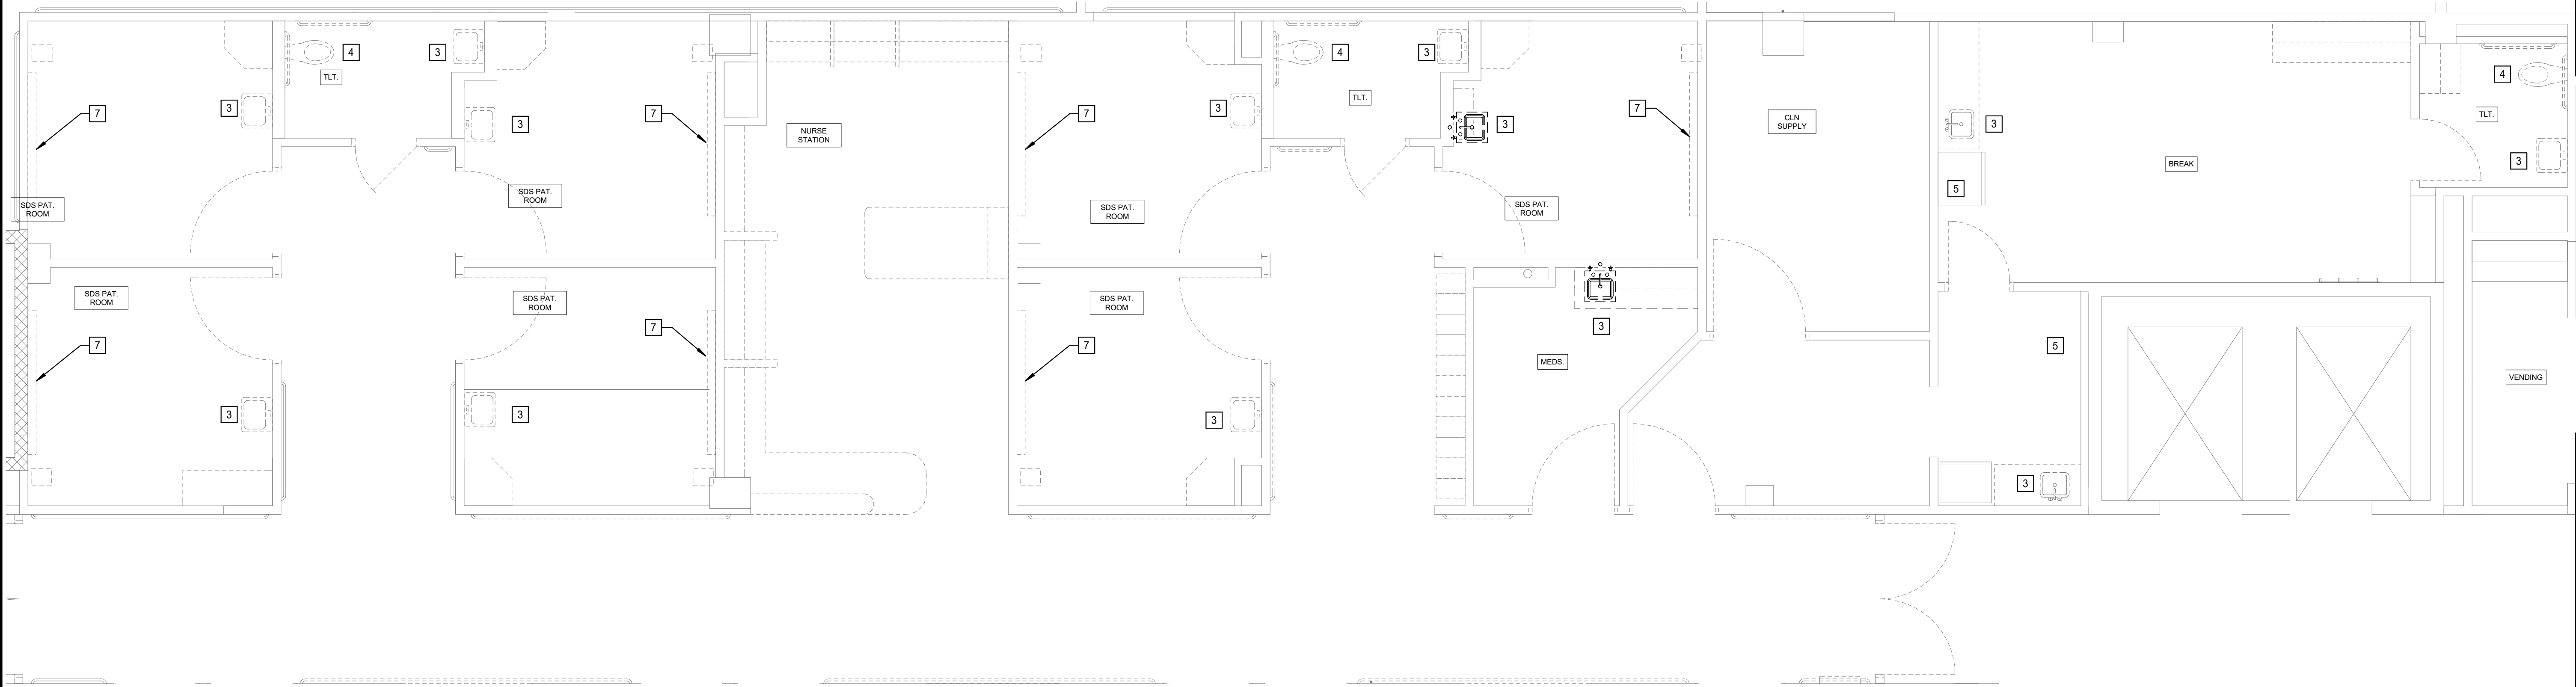 4
3
TLT.
3
7
3
7
NURSE
STATION
SDS PAT.
ROOM
SDS PAT.
ROOM
SDS PAT.
ROOM
SDS PAT.
ROOM
7
7
3
3
4
3
TLT.
3
7
3
7
SDS PAT.
ROOM
SDS PAT.
ROOM
SDS PAT.
ROOM
7
3
3
MEDS.
CLN
SUPPLY
3
BREAK
5
4
TLT.
3
5
3
VENDING